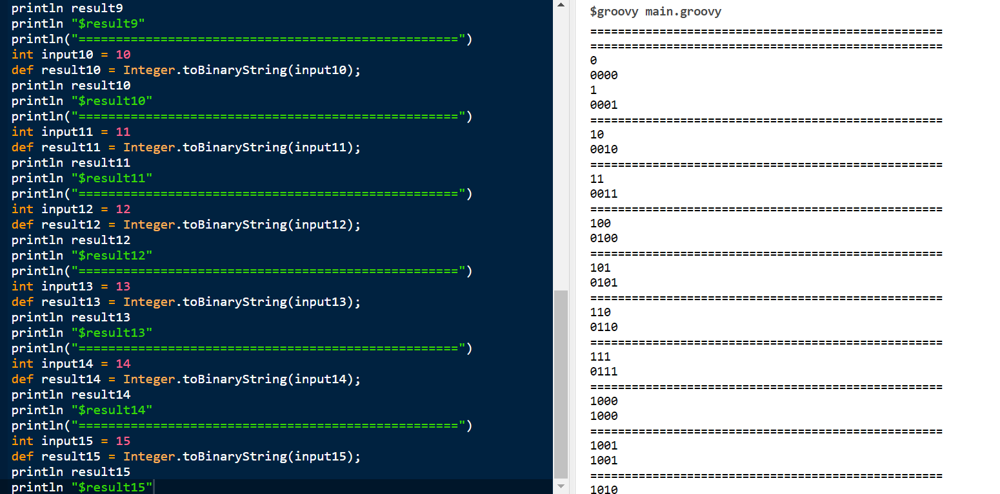 println result9
println "$result9"
println("===================================================")
int input10 = 10
def result10 = Integer.toBinaryString(input10);
println result10
println "$result10"
println("===================================================")
int input11 = 11
def result11 = Integer.toBinaryString(input11);
println result11
println "$result11"
println("===================================================")
int input12 = 12
def result12 = Integer.toBinaryString(input12);
println result12
println "$result12"
println("===================================================")
int input13 = 13
def result13 = Integer.toBinaryString(input13);
println result13
println "$result13"
println("===================================================")
int input14 = 14
def result14 = Integer.toBinaryString(input14);
println result14
println "$result14"
println("===================================================")
int input15 = 15
def result15 = Integer.toBinaryString(input15);
println result15
println "$result15"
$groovy main.groovy
===================================================
===================================================
0
0000
1
0001
===================================================
10
0010
===================================================
11
0011
===================================================
100
0100
===================================================
101
0101
===================================================
110
0110
===================================================
111
0111
===================================================
1000
1000
===================================================
1001
1001
===================================================
1010